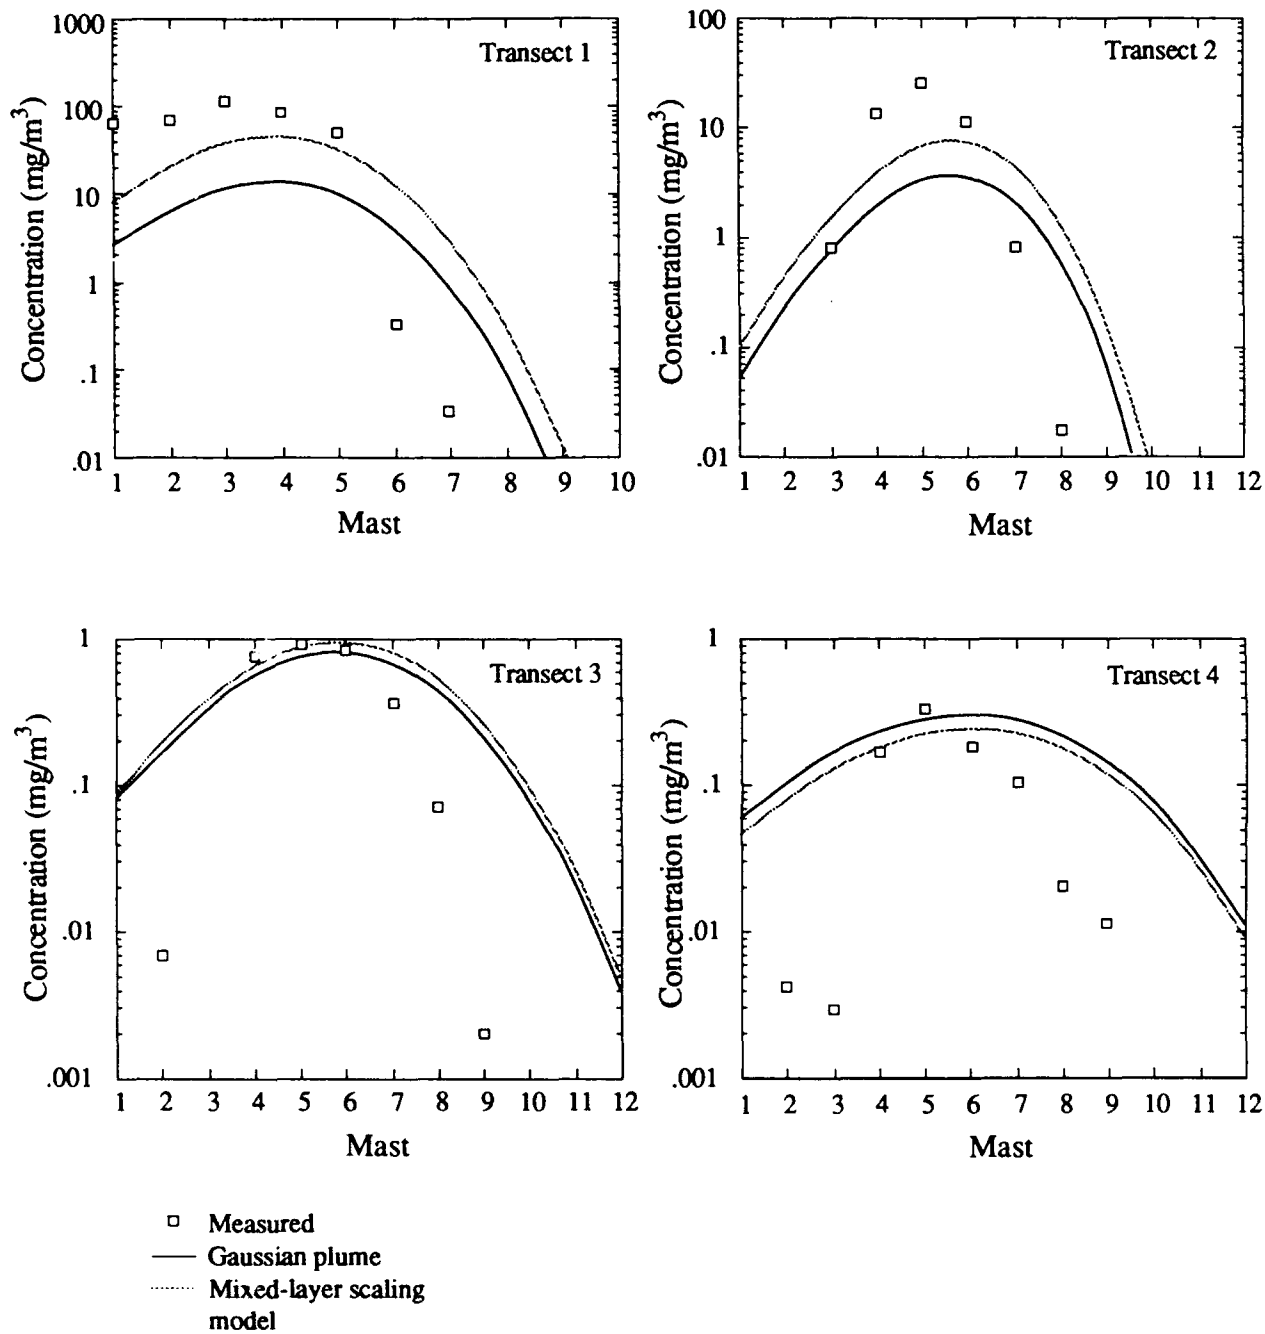 Transect 1
Concentration (mg/m³)
1000
100
10
1
.1
.01
1 2 3 4 5 6 7 8 9 10
Mast
Transect 2
Concentration (mg/m³)
100
10
1
.1
.01
1 2 3 4 5 6 7 8 9 10 11 12
Mast
Transect 3
Concentration (mg/m³)
1
.1
.01
.001
1 2 3 4 5 6 7 8 9 10 11 12
Mast
Transect 4
Concentration (mg/m³)
1
.1
.01
.001
1 2 3 4 5 6 7 8 9 10 11 12
Mast
Measured
Gaussian plume
Mixed-layer scaling
model